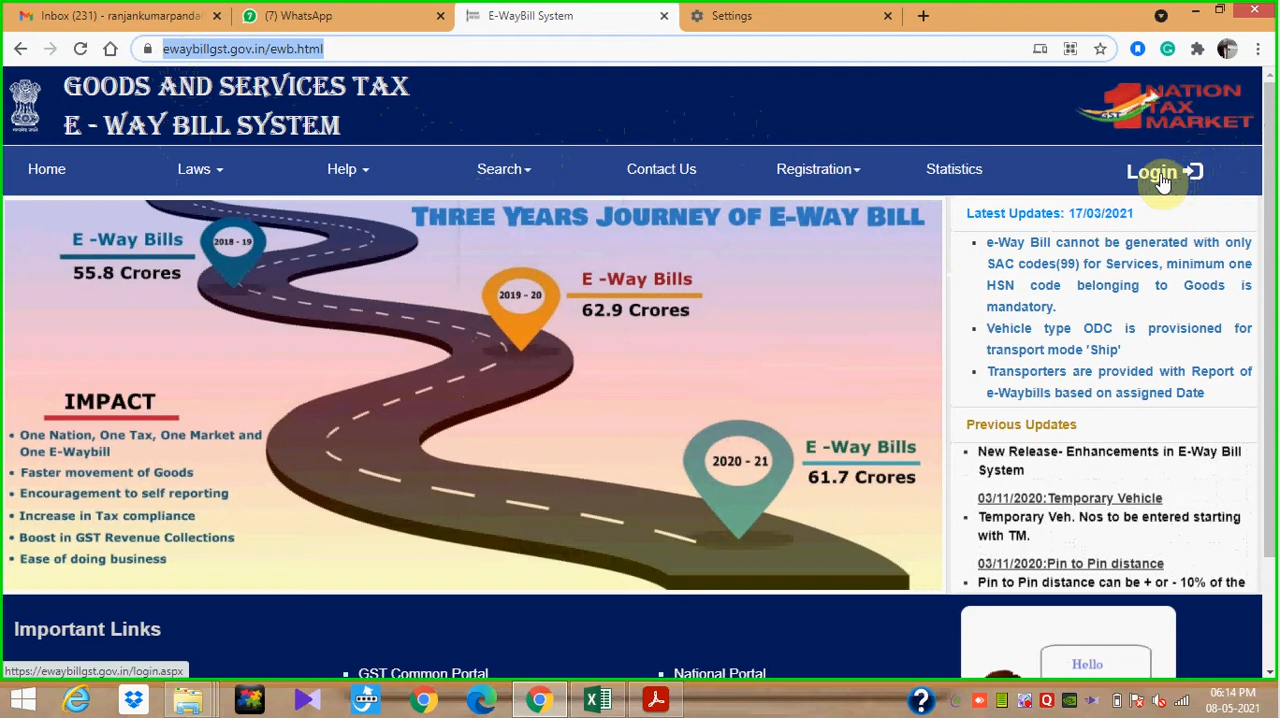 Inbox (231) - ranjankumarpanda
(7) WhatsApp
E-WayBill System
Settings
ewaybillgst.gov.in/ewb.html
GOODS AND SERVICES TAX
E - WAY BILL SYSTEM
GST 1 NATION
TAX
MARKET
Home
Laws
Help
Search
Contact Us
Registration
Statistics
Login
THREE YEARS JOURNEY OF E-WAY BILL
E -Way Bills
55.8 Crores
2018 - 19
2019 - 20
E -Way Bills
62.9 Crores
2020 - 21
E -Way Bills
61.7 Crores
IMPACT
• One Nation, One Tax, One Market and
One E-Waybill
• Faster movement of Goods
• Encouragement to self reporting
• Increase in Tax compliance
• Boost in GST Revenue Collections
• Ease of doing business
Latest Updates: 17/03/2021
e-Way Bill cannot be generated with only
SAC codes(99) for Services, minimum one
HSN code belonging to Goods is
mandatory.
Vehicle type ODC is provisioned for
transport mode 'Ship'
Transporters are provided with Report of
e-Waybills based on assigned Date
Previous Updates
New Release- Enhancements in E-Way Bill
System
03/11/2020:Temporary Vehicle
Temporary Veh. Nos to be entered starting
with TM.
03/11/2020:Pin to Pin distance
Pin to Pin distance can be + or - 10% of the
Important Links
GST Common Portal
National Portal
Hello
https://ewaybillgst.gov.in/login.aspx
06:14 PM
08-05-2021